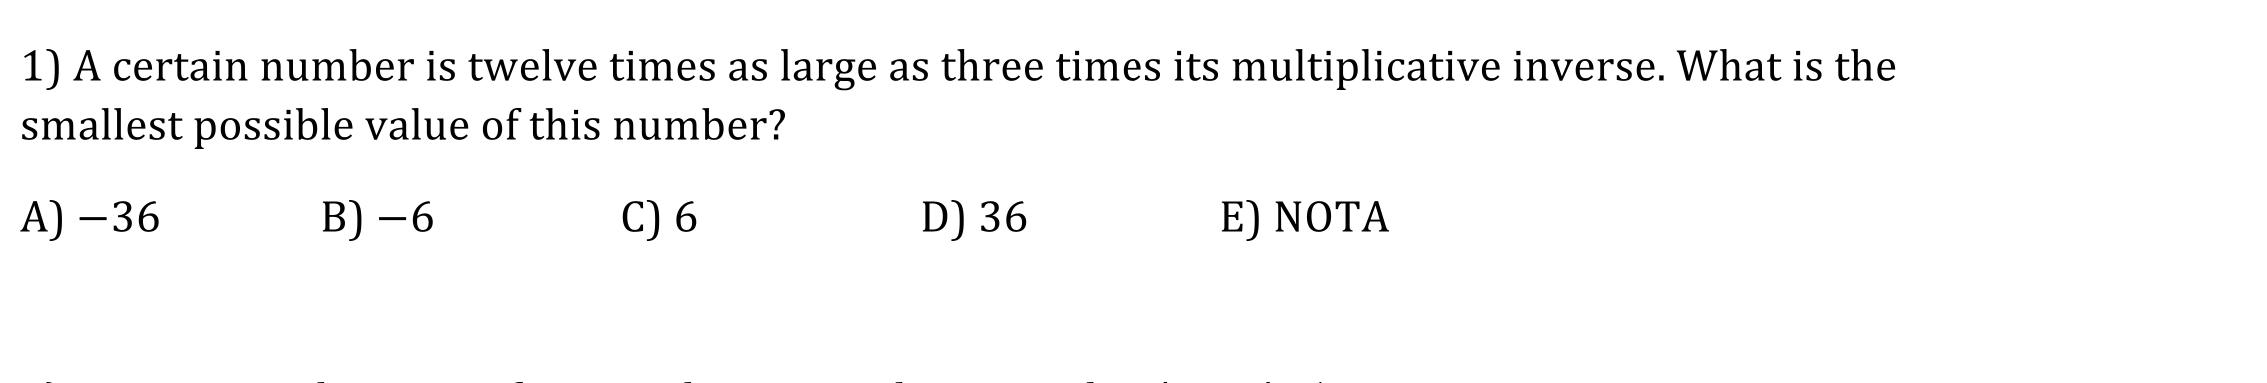 1) A certain number is twelve times as large as three times its multiplicative inverse. What is the
smallest possible value of this number?
A) −36 B) −6 C) 6 D) 36 E) NOTA